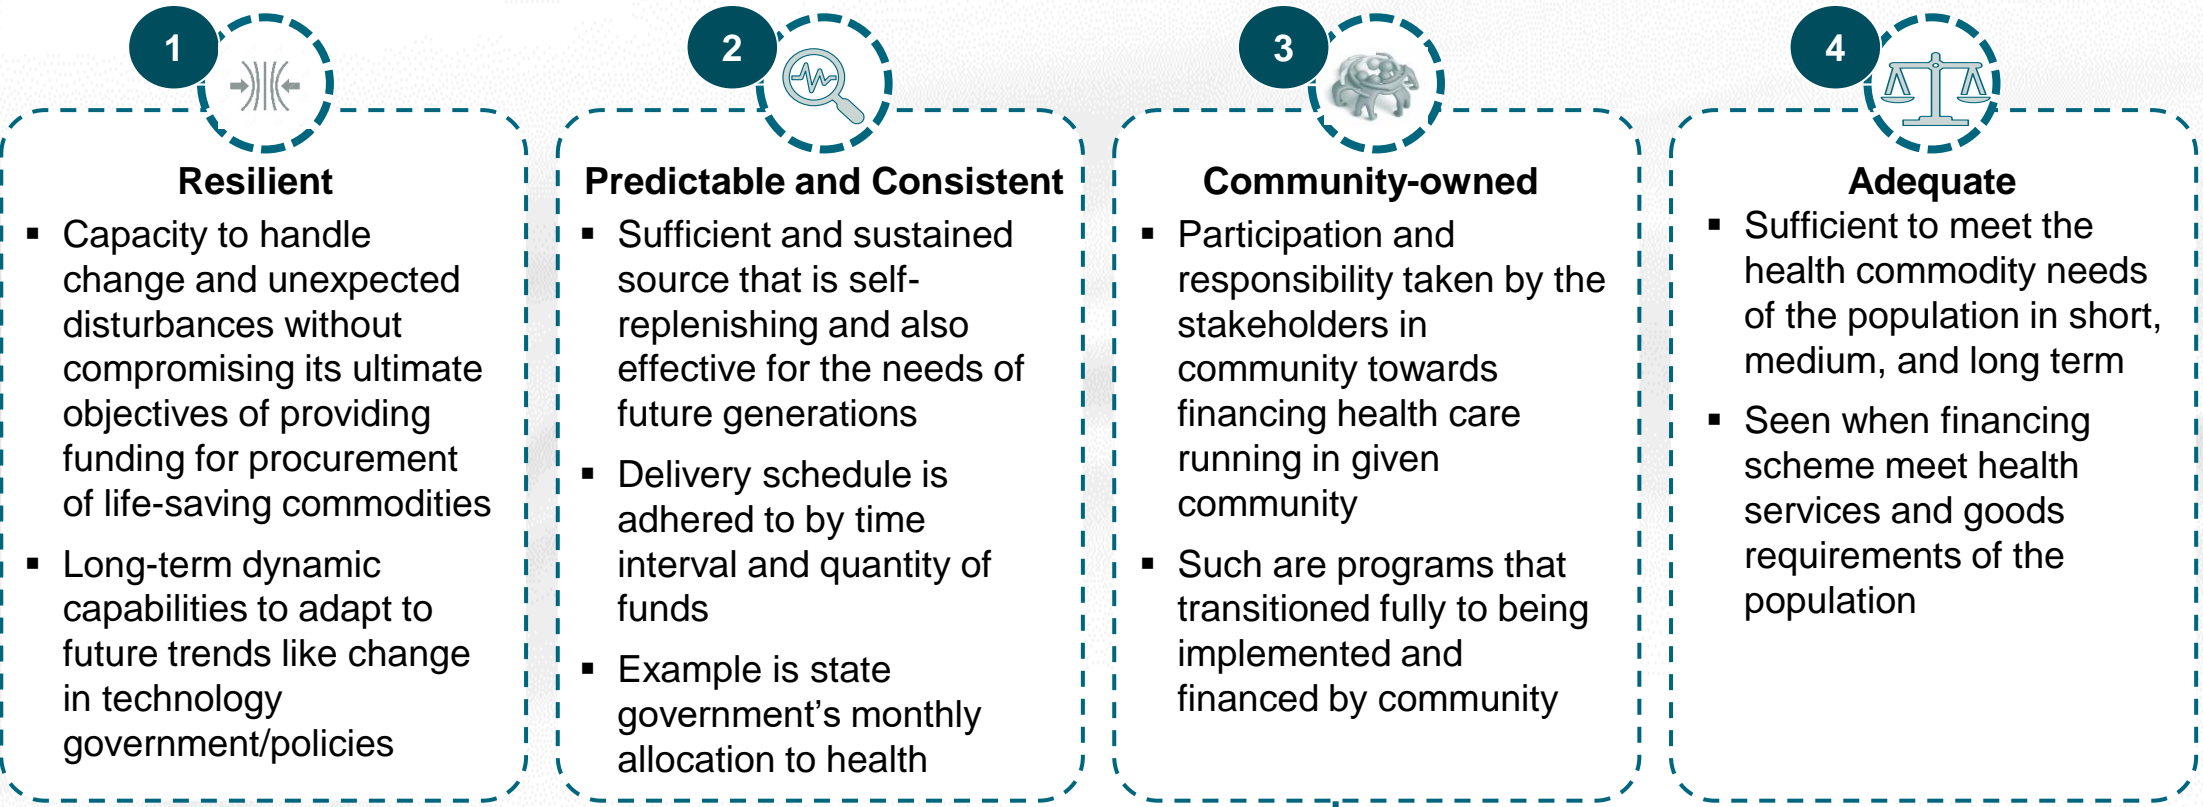 1
Resilient
▪ Capacity to handle
change and unexpected
disturbances without
compromising its ultimate
objectives of providing
funding for procurement
of life-saving commodities
▪ Long-term dynamic
capabilities to adapt to
future trends like change
in technology
government/policies
2
Predictable and Consistent
▪ Sufficient and sustained
source that is self-
replenishing and also
effective for the needs of
future generations
▪ Delivery schedule is
adhered to by time
interval and quantity of
funds
▪ Example is state
government’s monthly
allocation to health
3
Community-owned
▪ Participation and
responsibility taken by the
stakeholders in
community towards
financing health care
running in given
community
▪ Such are programs that
transitioned fully to being
implemented and
financed by community
4
Adequate
▪ Sufficient to meet the
health commodity needs
of the population in short,
medium, and long term
▪ Seen when financing
scheme meet health
services and goods
requirements of the
population